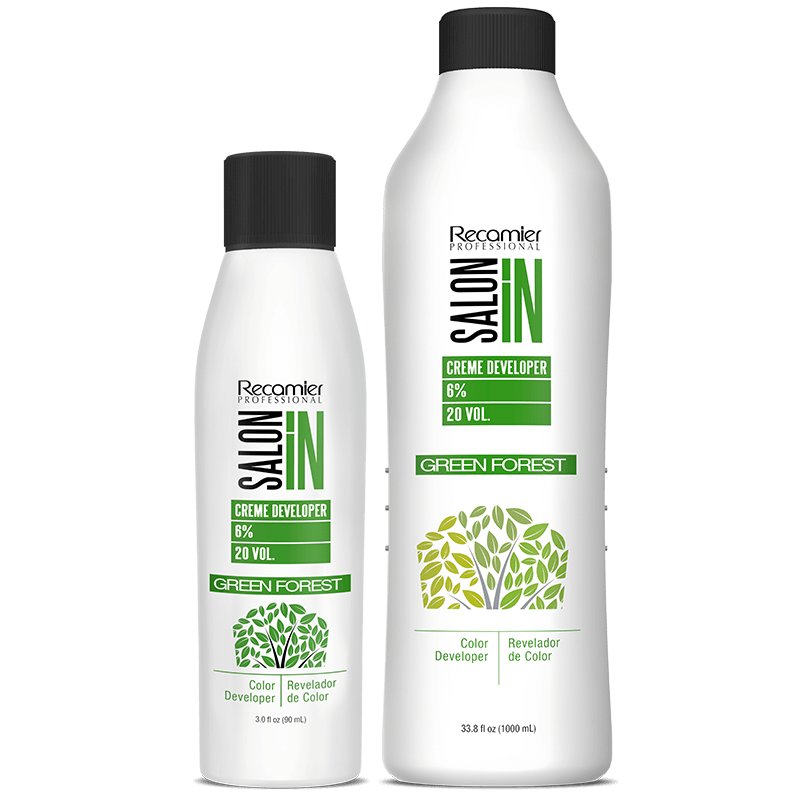 Recamier
PROFESSIONAL
SALON IN
CREME DEVELOPER
6%
20 VOL.
GREEN FOREST
Color Developer
Revelador de Color
3.0 fl oz (90 mL)
Recamier
PROFESSIONAL
SALON IN
CREME DEVELOPER
6%
20 VOL.
GREEN FOREST
Color Developer
Revelador de Color
33.8 fl oz (1000 mL)